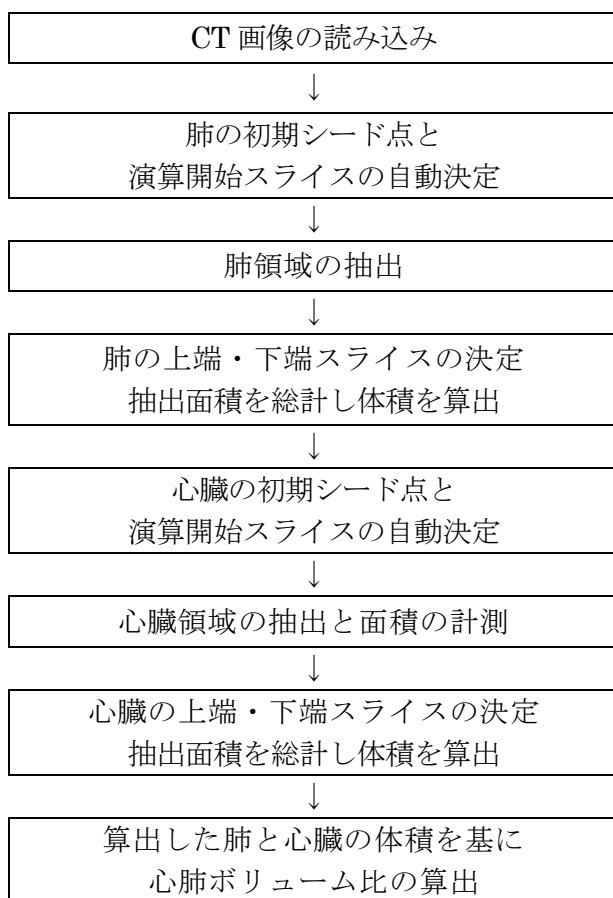 CT 画像の読み込み
↓
肺の初期シード点と
演算開始スライスの自動決定
↓
肺領域の抽出
↓
肺の上端・下端スライスの決定
抽出面積を総計し体積を算出
↓
心臓の初期シード点と
演算開始スライスの自動決定
↓
心臓領域の抽出と面積の計測
↓
心臓の上端・下端スライスの決定
抽出面積を総計し体積を算出
↓
算出した肺と心臓の体積を基に
心肺ボリューム比の算出